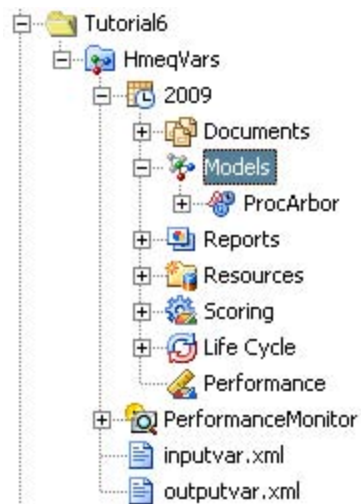 Tutorial6
HmeqVars
2009
Documents
Models
ProcArbor
Reports
Resources
Scoring
Life Cycle
Performance
PerformanceMonitor
inputvar.xml
outputvar.xml